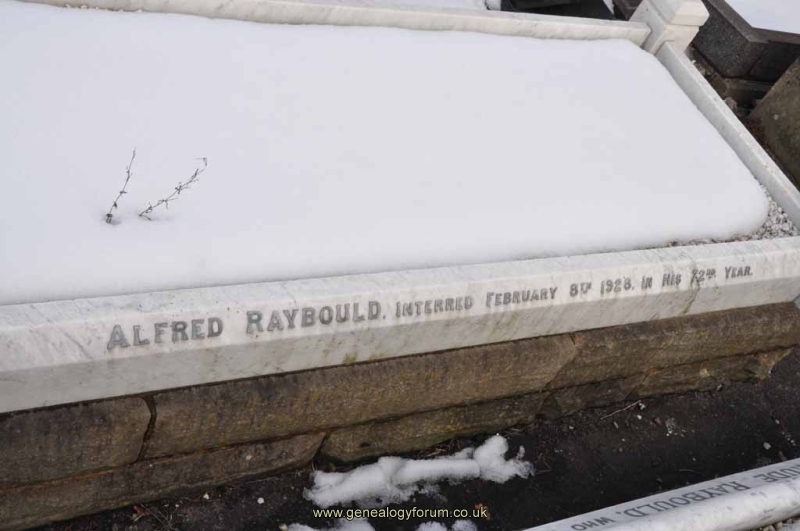 ALFRED RAYBOULD, INTERRED FEBRUARY 8TH 1928, IN HIS 72ND YEAR.
RAYBOULD, WHO
www.genealogyforum.co.uk